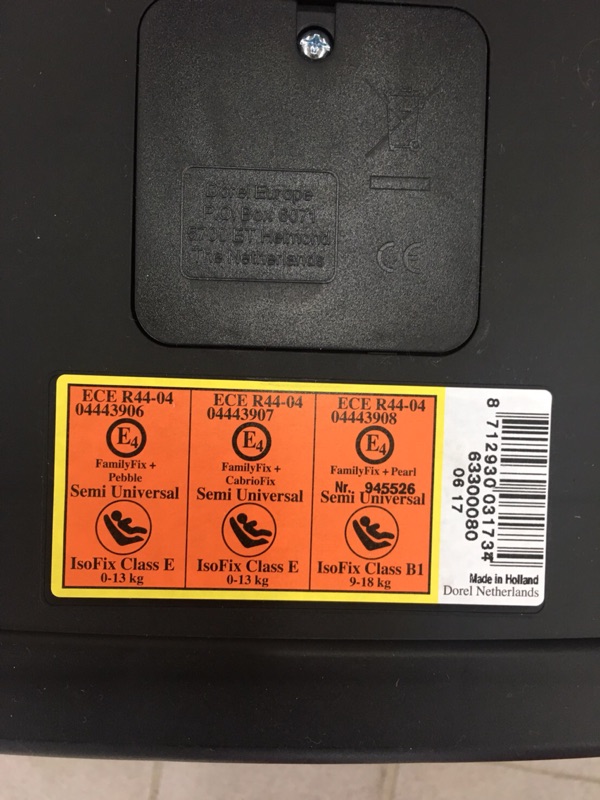 Dorel Europe
P.O. Box 6071
5700 ET Helmond
The Netherlands
CE
ECE R44-04
04443906
E4
FamilyFix +
Pebble
Semi Universal
IsoFix Class E
0-13 kg
ECE R44-04
04443907
E4
FamilyFix +
CabrioFix
Semi Universal
IsoFix Class E
0-13 kg
ECE R44-04
04443908
E4
FamilyFix + Pearl
Nr. 945526
Semi Universal
IsoFix Class B1
9-18 kg
8 712930 031734
63300080
06 17
Made in Holland
Dorel Netherlands